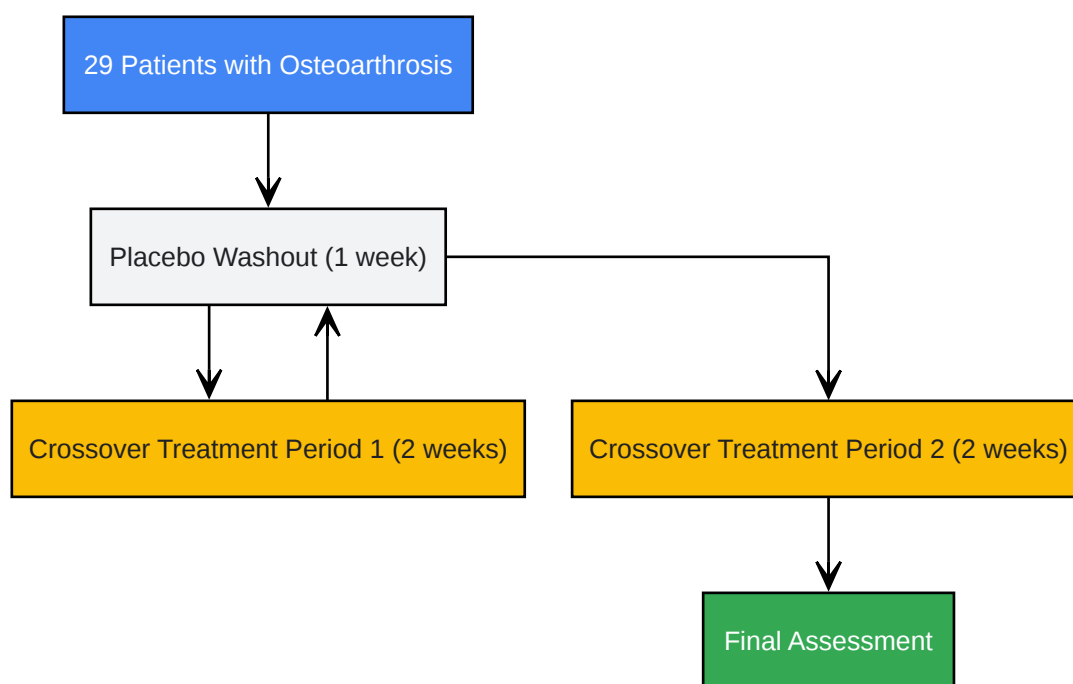 29 Patients with Osteoarthrosis
Placebo Washout (1 week)
Crossover Treatment Period 1 (2 weeks)
Crossover Treatment Period 2 (2 weeks)
Final Assessment